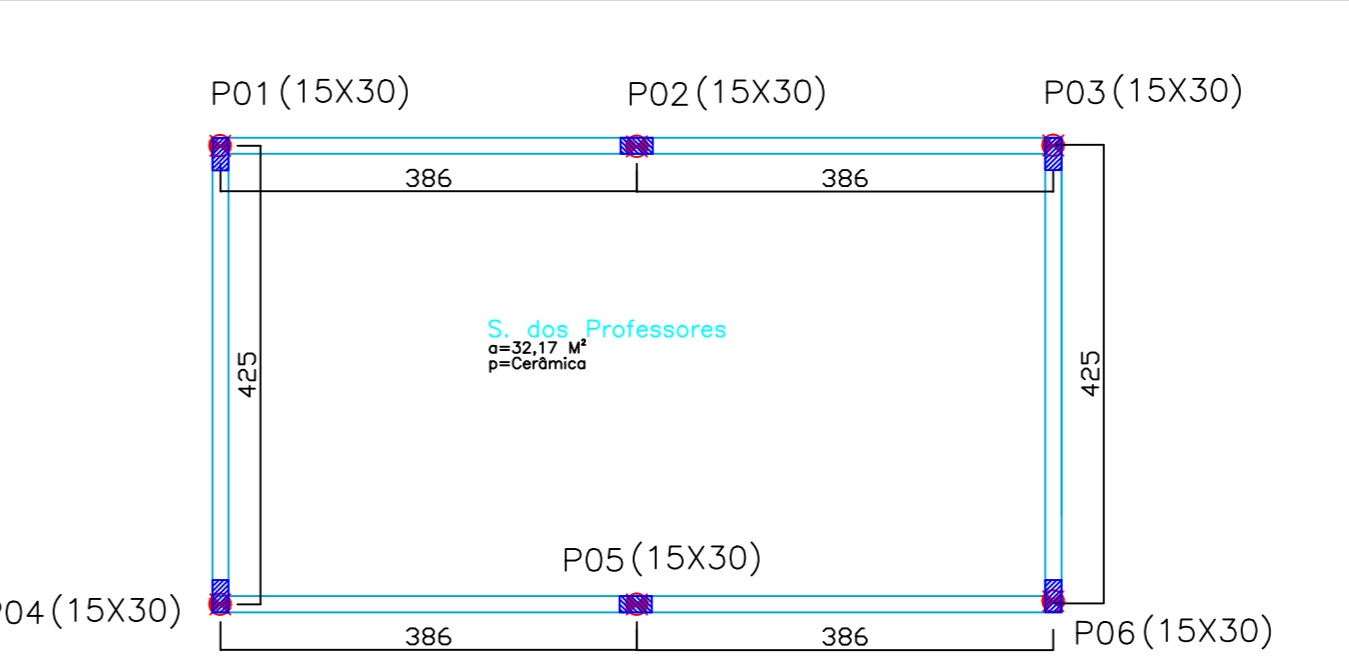 P01(15X30)
P02(15X30)
P03(15X30)
386
386
S. dos Professores
a=32,17 M²
p=Cerâmica
425
425
P05(15X30)
P04(15X30)
P06(15X30)
386
386